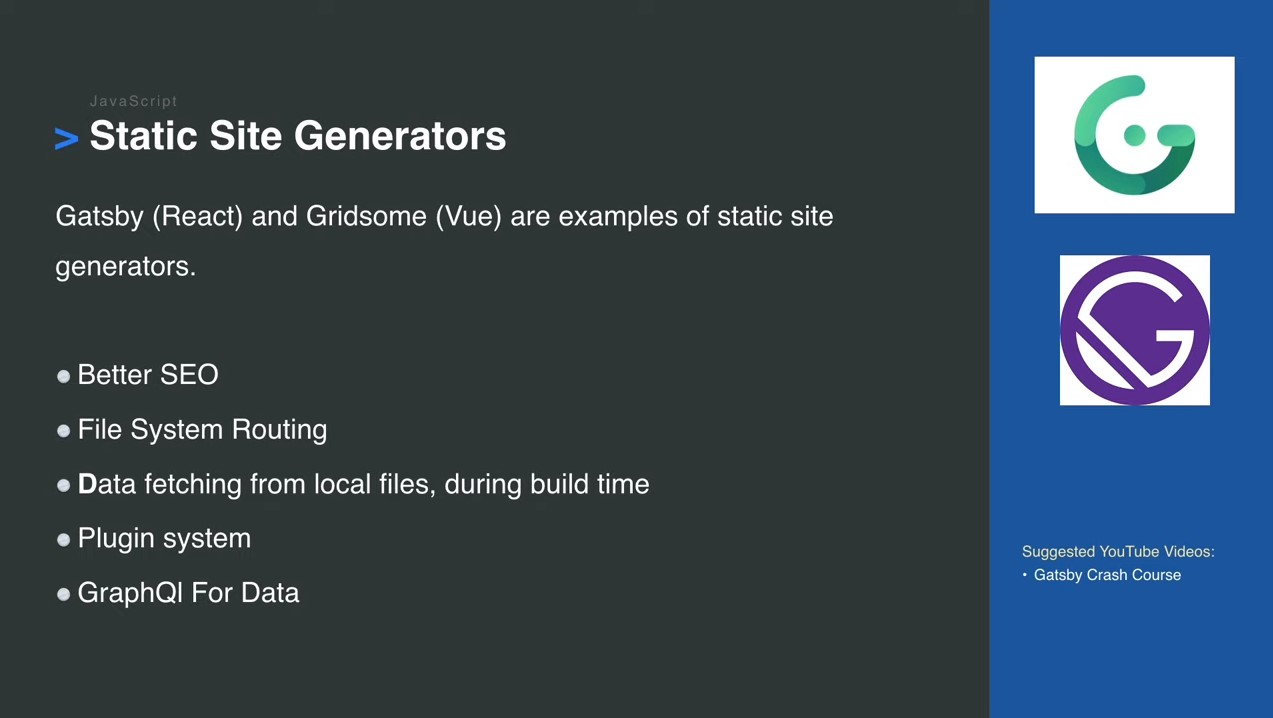 JavaScript
> Static Site Generators
Gatsby (React) and Gridsome (Vue) are examples of static site
generators.
• Better SEO
• File System Routing
• Data fetching from local files, during build time
• Plugin system
• GraphQl For Data
Suggested YouTube Videos:
• Gatsby Crash Course